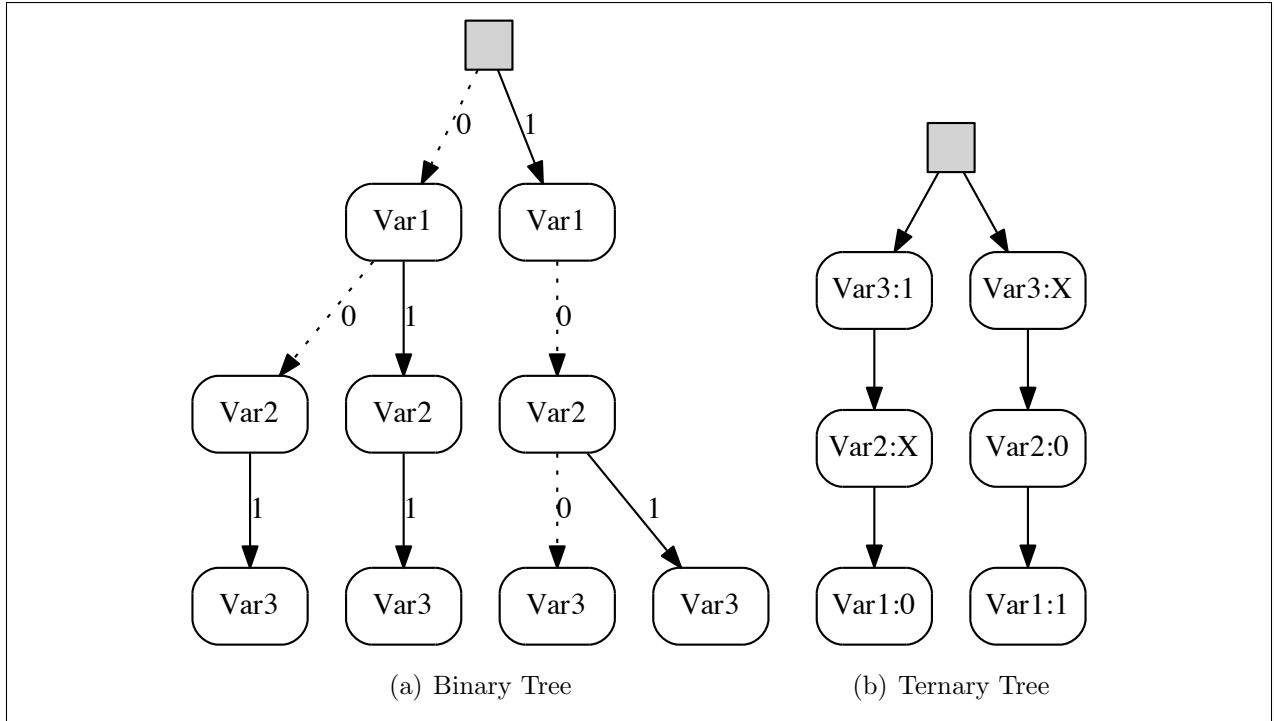 0 1
Var1 Var1 Var3:1 Var3:X
0 1 0
Var2 Var2 Var2 Var2:X Var2:0
1 1 0 1
Var3 Var3 Var3 Var3 Var1:0 Var1:1
(a) Binary Tree (b) Ternary Tree